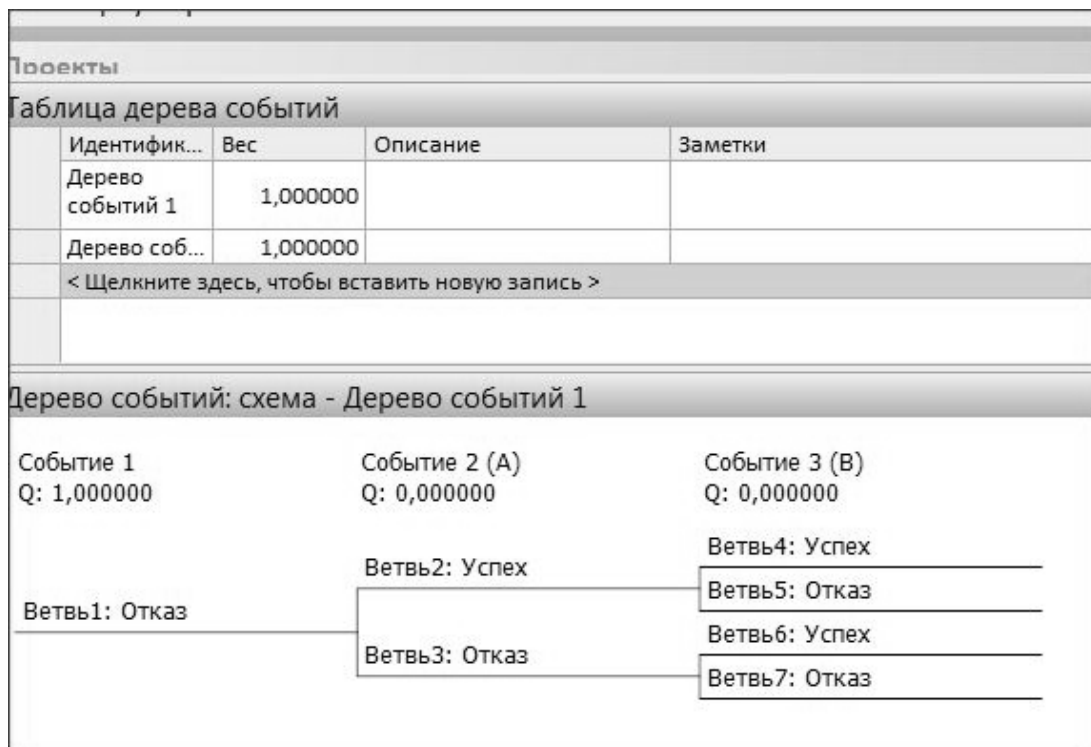 Проекты
Таблица дерева событий
Идентифик... Вес Описание Заметки
Дерево
событий 1 1,000000
Дерево соб... 1,000000
< Щелкните здесь, чтобы вставить новую запись >
Дерево событий: схема - Дерево событий 1
Событие 1 Событие 2 (A) Событие 3 (B)
Q: 1,000000 Q: 0,000000 Q: 0,000000
Ветвь4: Успех
Ветвь2: Успех
Ветвь5: Отказ
Ветвь1: Отказ
Ветвь6: Успех
Ветвь3: Отказ
Ветвь7: Отказ